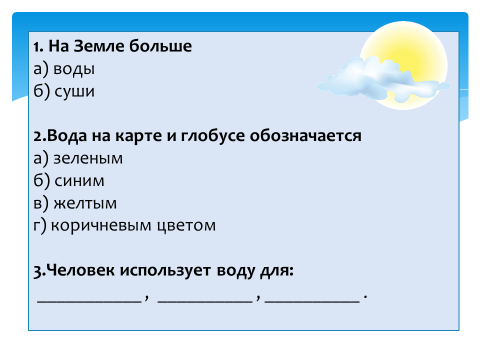 1. На Земле больше
а) воды
б) суши
2.Вода на карте и глобусе обозначается
а) зеленым
б) синим
в) желтым
г) коричневым цветом
3.Человек использует воду для:
___________ , __________ , __________ .